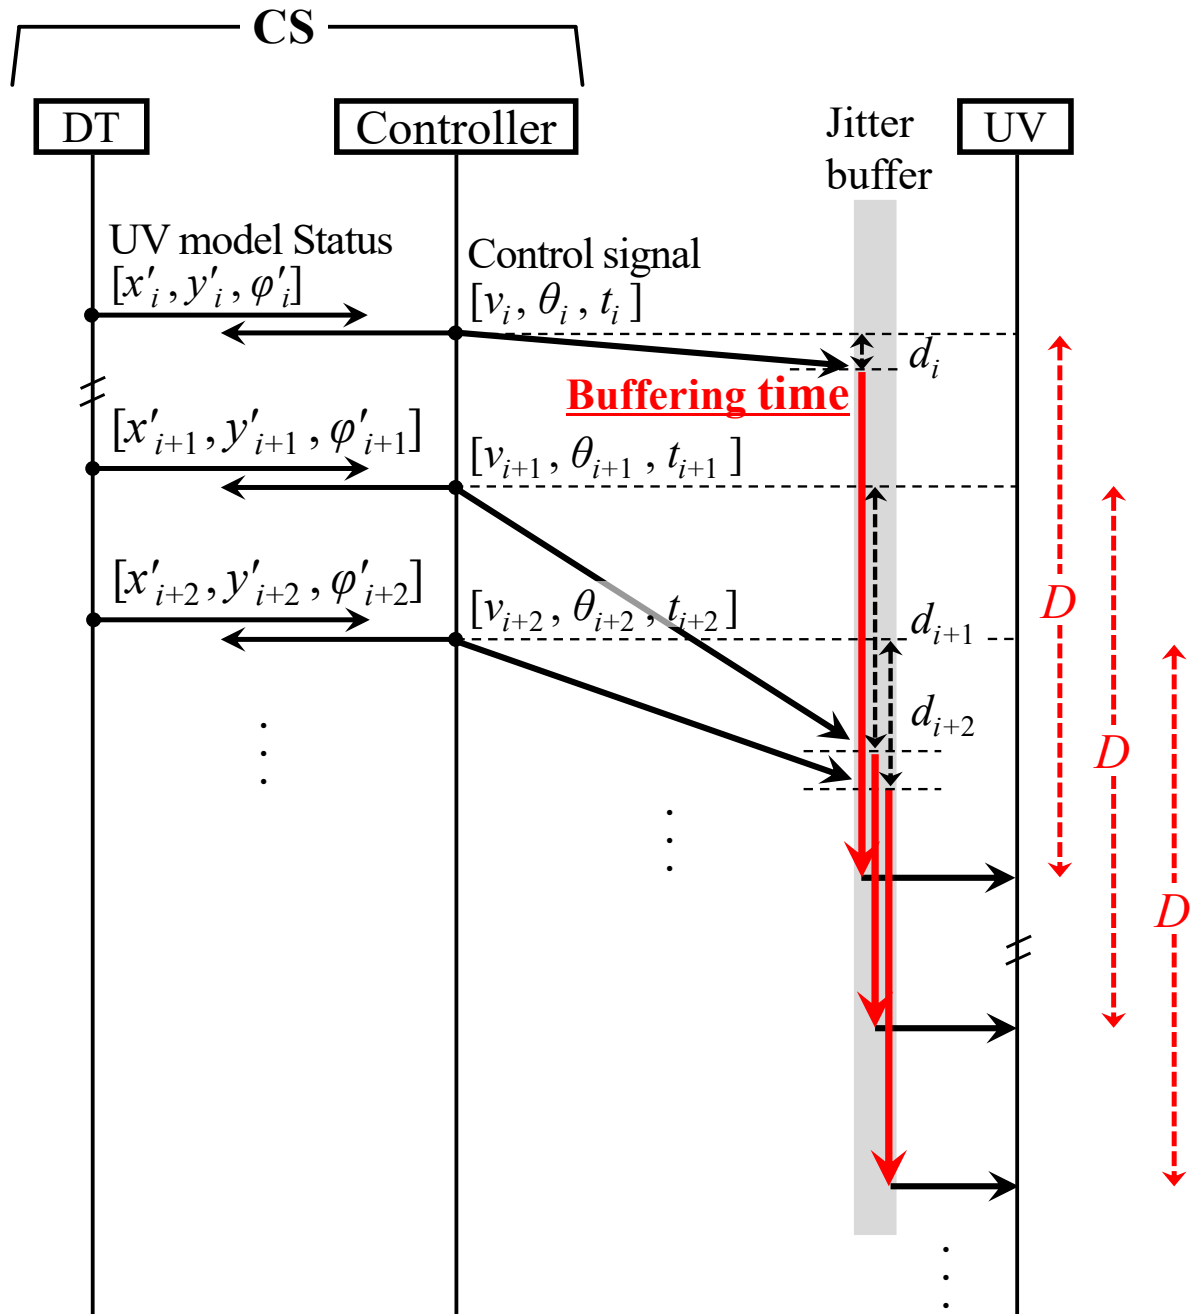 CS
DT
Controller
Jitter
buffer
UV
UV model Status
[x′ᵢ, y′ᵢ, φ′ᵢ]
Control signal
[vᵢ, θᵢ, tᵢ]
dᵢ
Buffering time
[x′ᵢ₊₁, y′ᵢ₊₁, φ′ᵢ₊₁]
[vᵢ₊₁, θᵢ₊₁, tᵢ₊₁]
[x′ᵢ₊₂, y′ᵢ₊₂, φ′ᵢ₊₂]
[vᵢ₊₂, θᵢ₊₂, tᵢ₊₂]
dᵢ₊₁
D
dᵢ₊₂
D
D